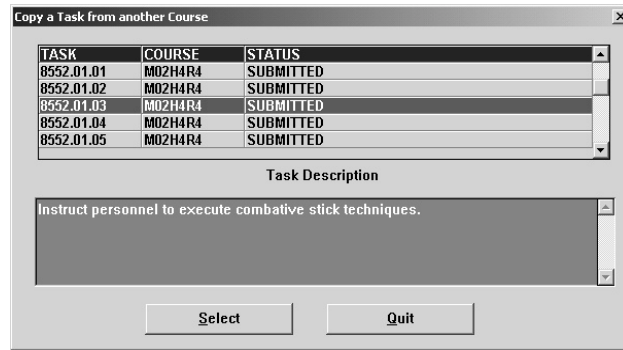 Copy a Task from another Course
TASK COURSE STATUS
8552.01.01 M02H4R4 SUBMITTED
8552.01.02 M02H4R4 SUBMITTED
8552.01.03 M02H4R4 SUBMITTED
8552.01.04 M02H4R4 SUBMITTED
8552.01.05 M02H4R4 SUBMITTED
Task Description
Instruct personnel to execute combative stick techniques.
Select Quit